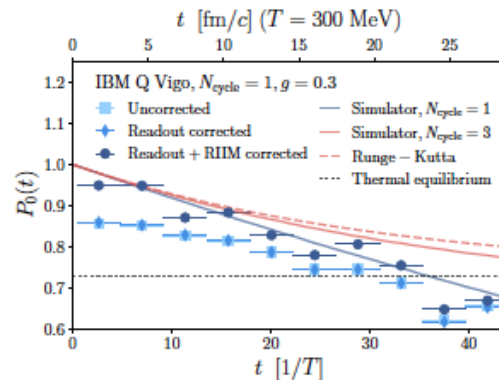 t [fm/c] (T = 300 MeV)
0 5 10 15 20 25
IBM Q Vigo, N_cycle = 1, g = 0.3
Uncorrected
Readout corrected
Readout + RIIM corrected
Simulator, N_cycle = 1
Simulator, N_cycle = 3
Runge − Kutta
Thermal equilibrium
P_0(t)
1.2
1.1
1.0
0.9
0.8
0.7
0.6
0 10 20 30 40
t [1/T]